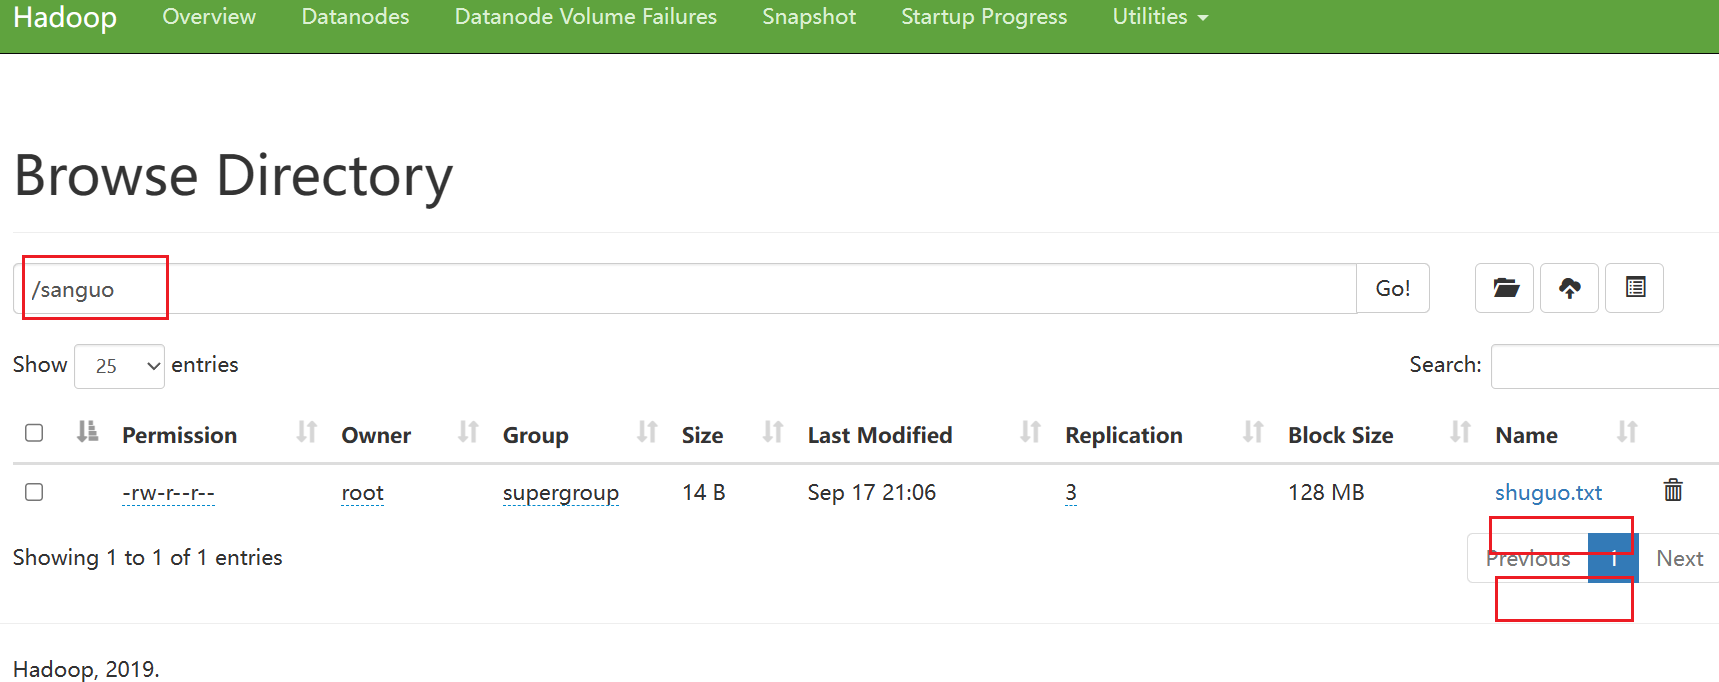 Hadoop Overview Datanodes Datanode Volume Failures Snapshot Startup Progress Utilities
Browse Directory
/sanguo Go!
Show 25 entries Search:
Permission Owner Group Size Last Modified Replication Block Size Name
-rw-r--r-- root supergroup 14 B Sep 17 21:06 3 128 MB shuguo.txt
Showing 1 to 1 of 1 entries Previous 1 Next
Hadoop, 2019.